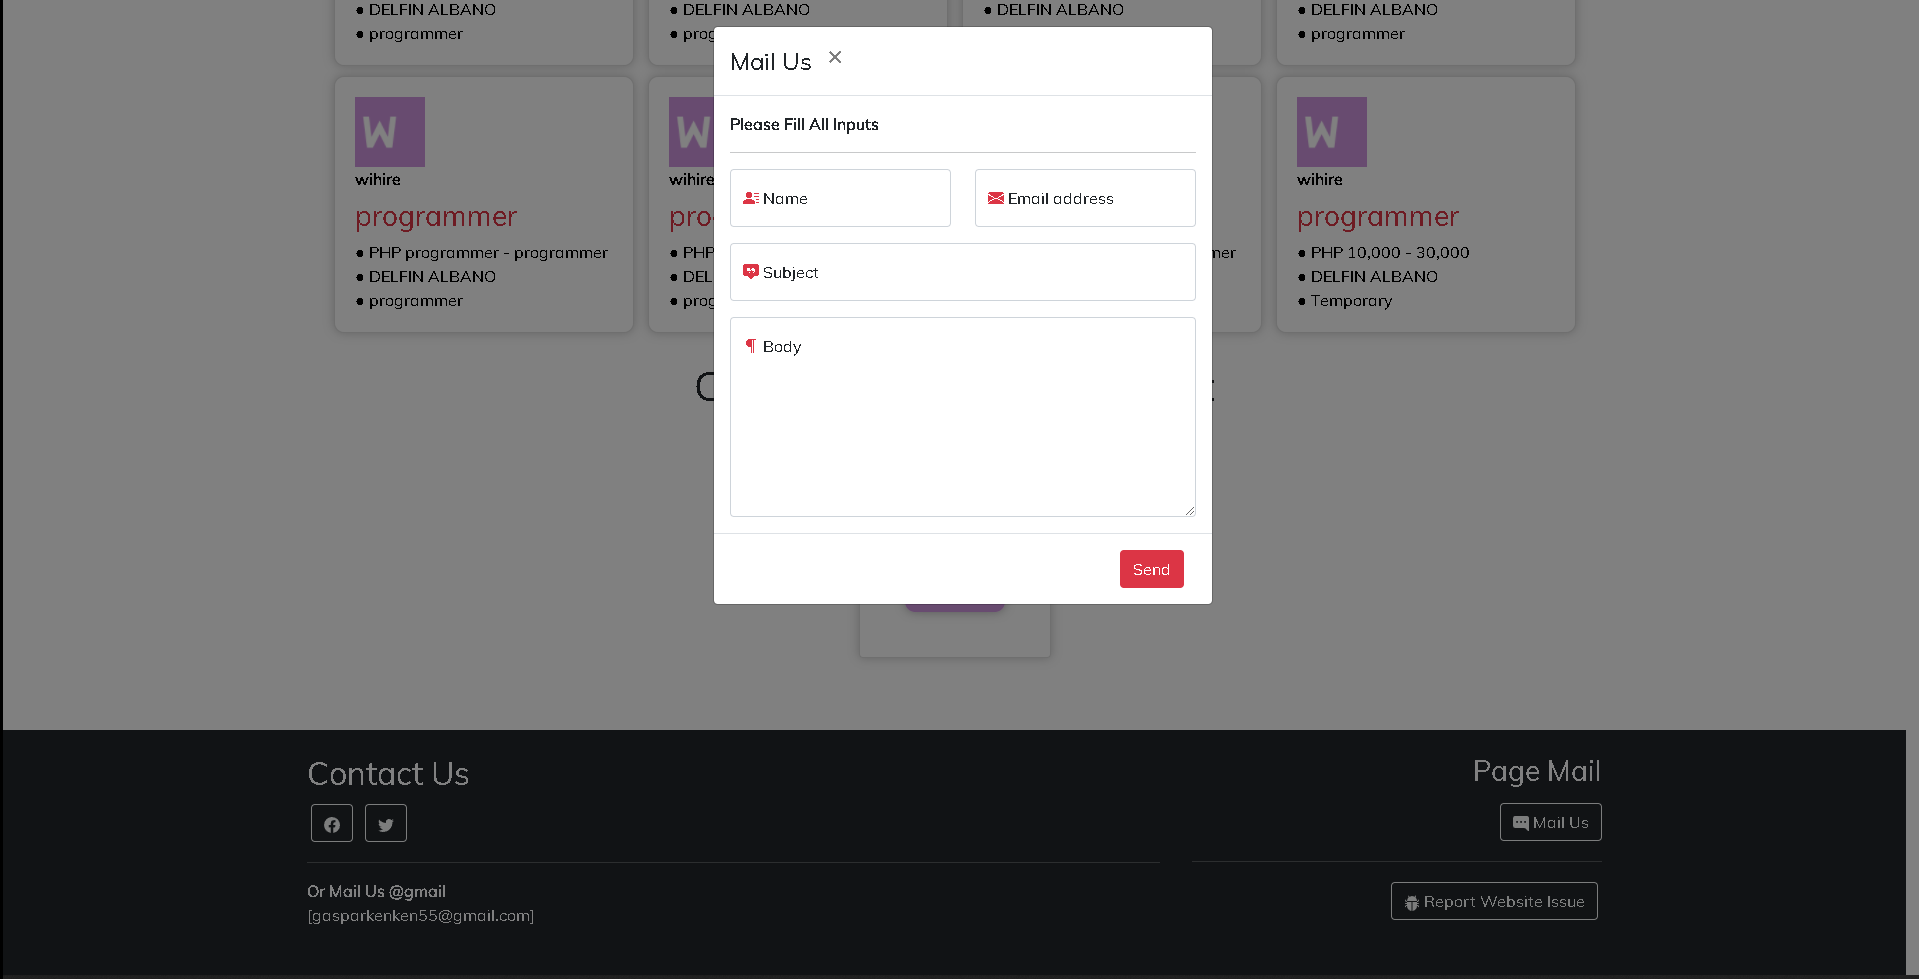 ● DELFIN ALBANO
● programmer
● DELFIN ALBANO
● prog
● DELFIN ALBANO
● DELFIN ALBANO
● programmer
Mail Us ×
Please Fill All Inputs
Name
Email address
Subject
Body
Send
W
wihire
programmer
● PHP programmer - programmer
● DELFIN ALBANO
● programmer
W
wihire
pro
● PHP
● DEL
● prog
mer
W
wihire
programmer
● PHP 10,000 - 30,000
● DELFIN ALBANO
● Temporary
Contact Us
Or Mail Us @gmail
[gasparkenken55@gmail.com]
Page Mail
Mail Us
Report Website Issue